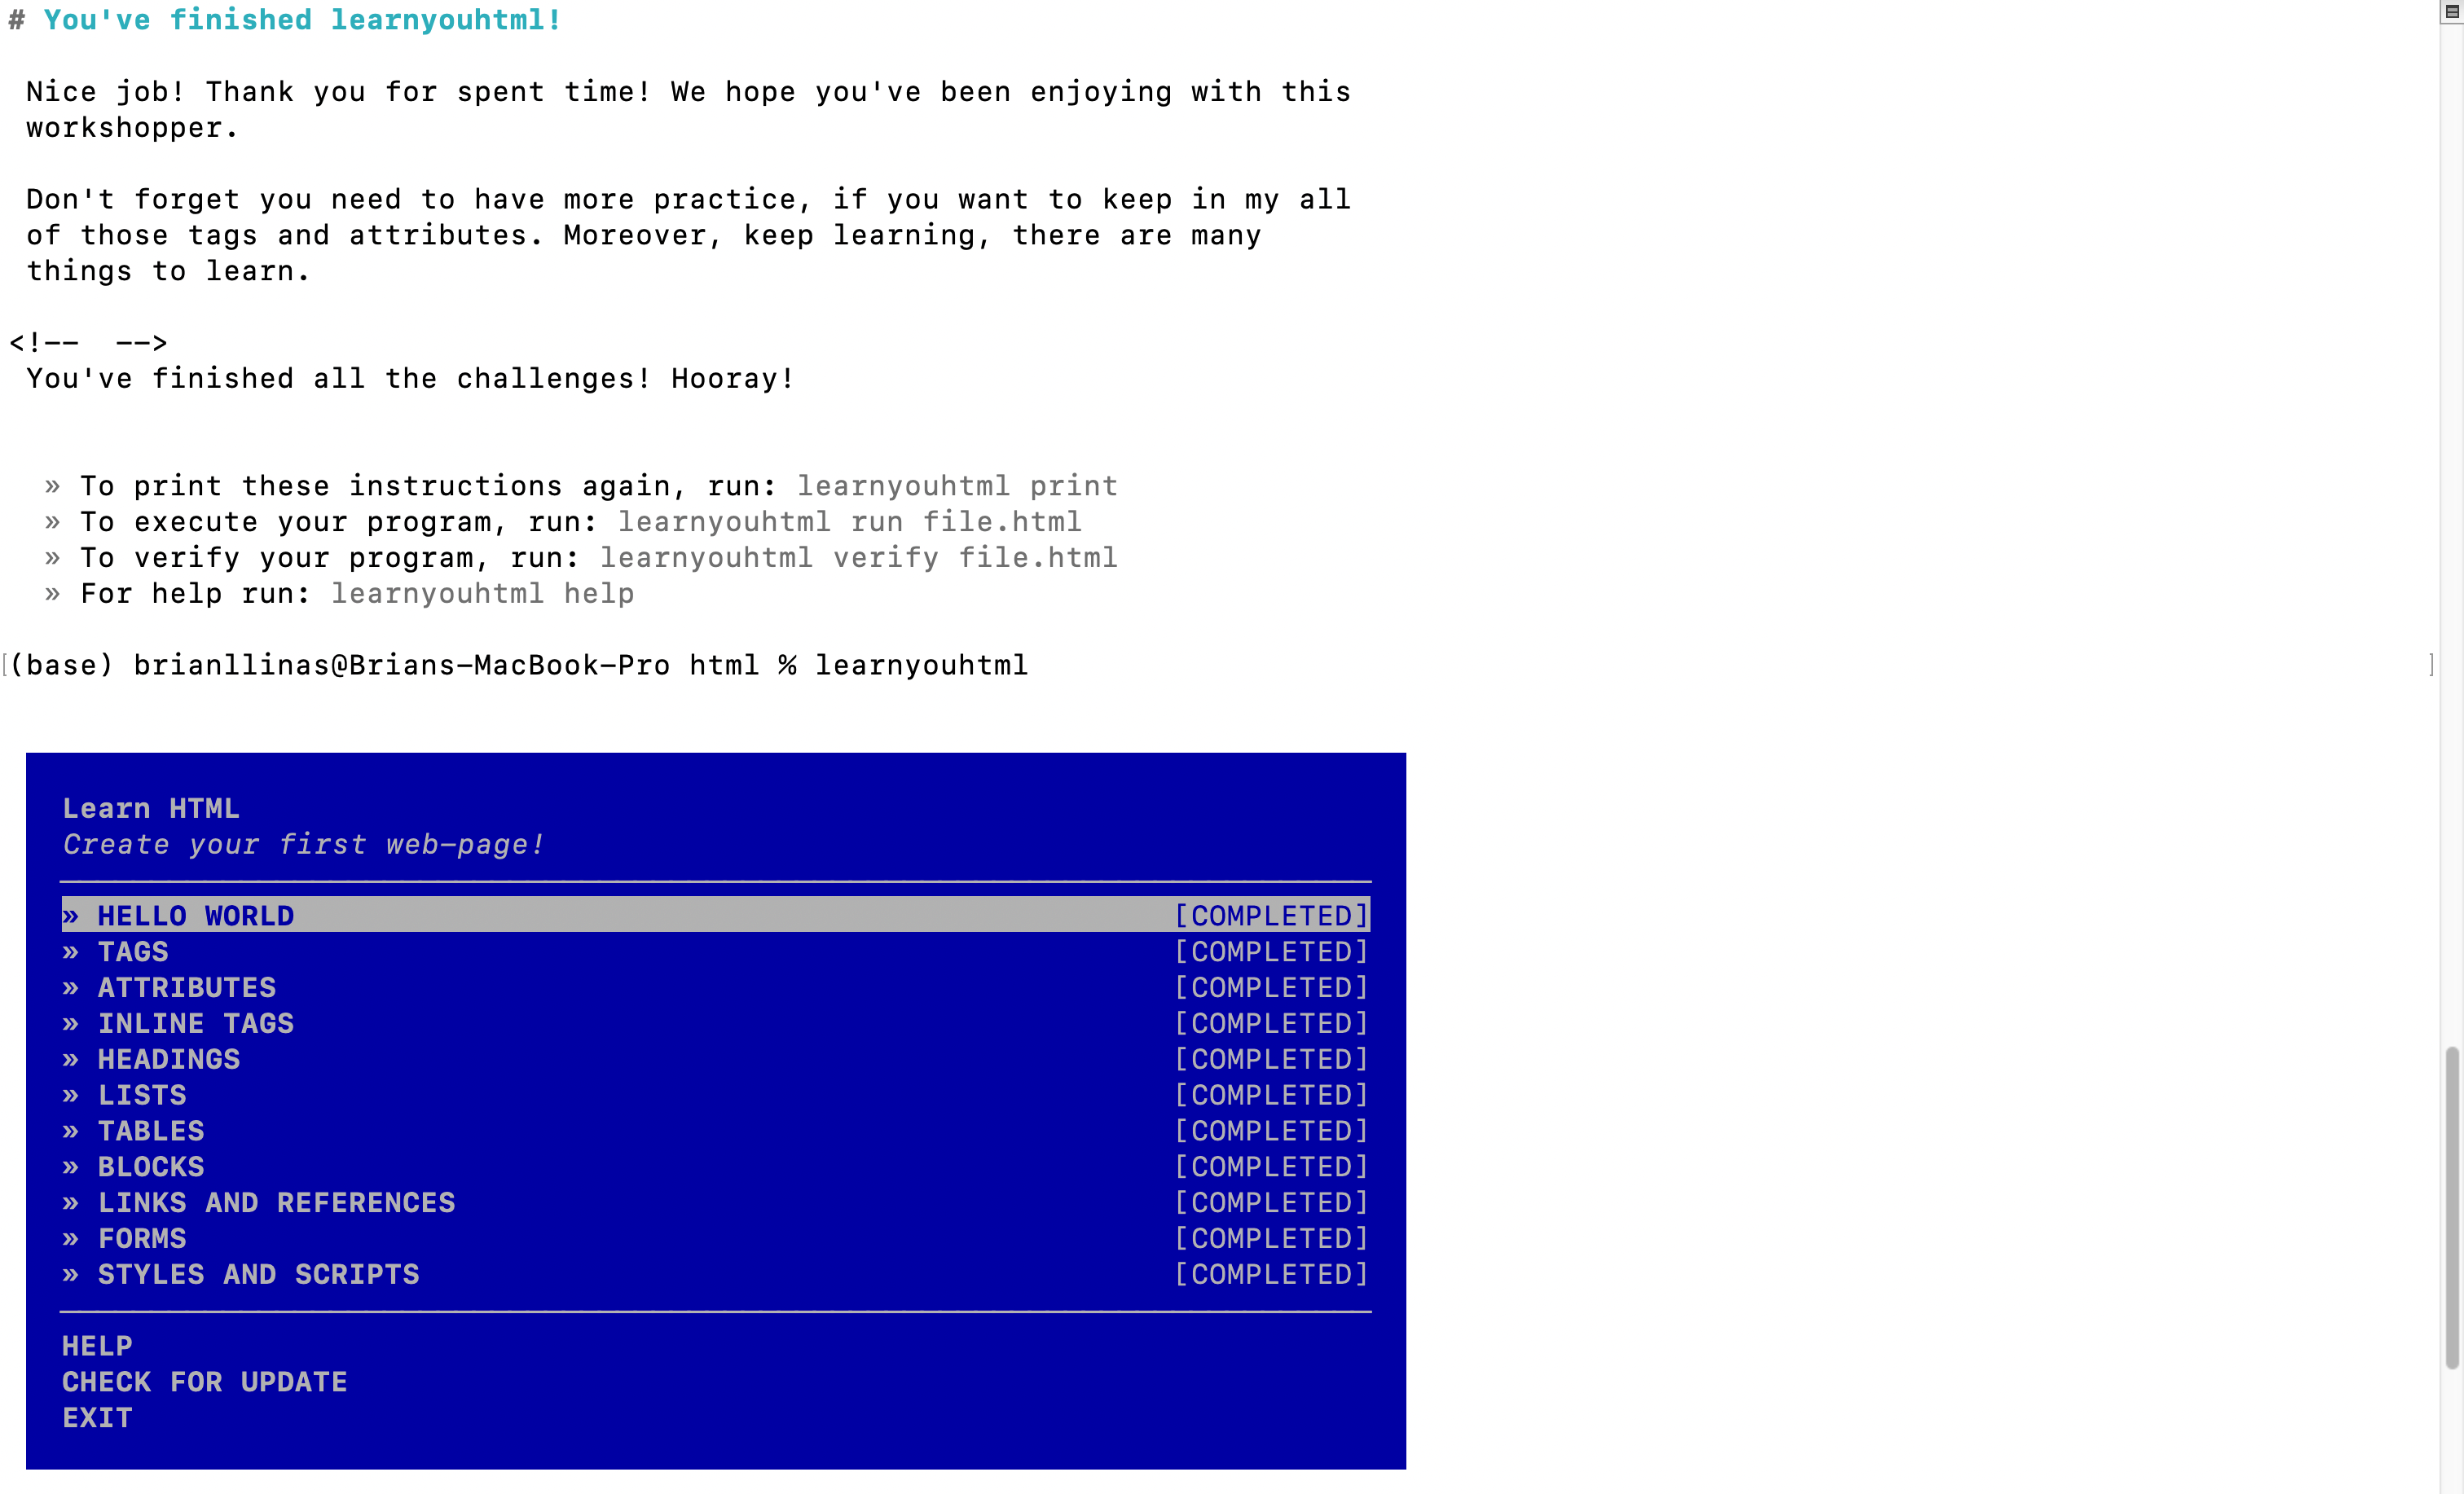 # You've finished learnyouhtml!
Nice job! Thank you for spent time! We hope you've been enjoying with this
workshopper.
Don't forget you need to have more practice, if you want to keep in my all
of those tags and attributes. Moreover, keep learning, there are many
things to learn.
<!--  -->
You've finished all the challenges! Hooray!
» To print these instructions again, run: learnyouhtml print
» To execute your program, run: learnyouhtml run file.html
» To verify your program, run: learnyouhtml verify file.html
» For help run: learnyouhtml help
[(base) brianllinas@Brians-MacBook-Pro html % learnyouhtml ]
Learn HTML
Create your first web-page!
» HELLO WORLD [COMPLETED]
» TAGS [COMPLETED]
» ATTRIBUTES [COMPLETED]
» INLINE TAGS [COMPLETED]
» HEADINGS [COMPLETED]
» LISTS [COMPLETED]
» TABLES [COMPLETED]
» BLOCKS [COMPLETED]
» LINKS AND REFERENCES [COMPLETED]
» FORMS [COMPLETED]
» STYLES AND SCRIPTS [COMPLETED]
HELP
CHECK FOR UPDATE
EXIT